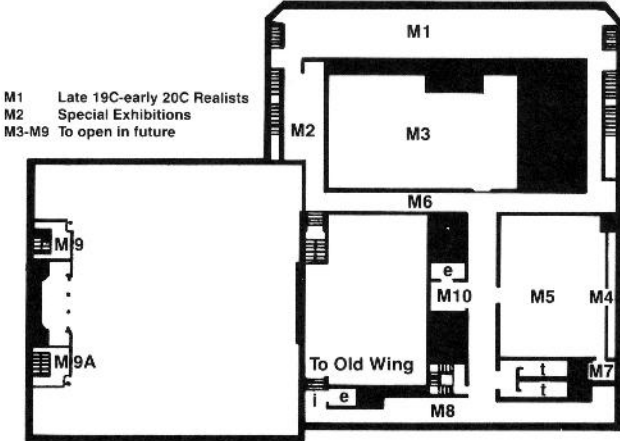 M1
M1 Late 19C-early 20C Realists
M2 Special Exhibitions
M3-M9 To open in future
M2
M3
M6
M9
e
M10
M5
M4
M9A
To Old Wing
t
M7
t
i
e
M8